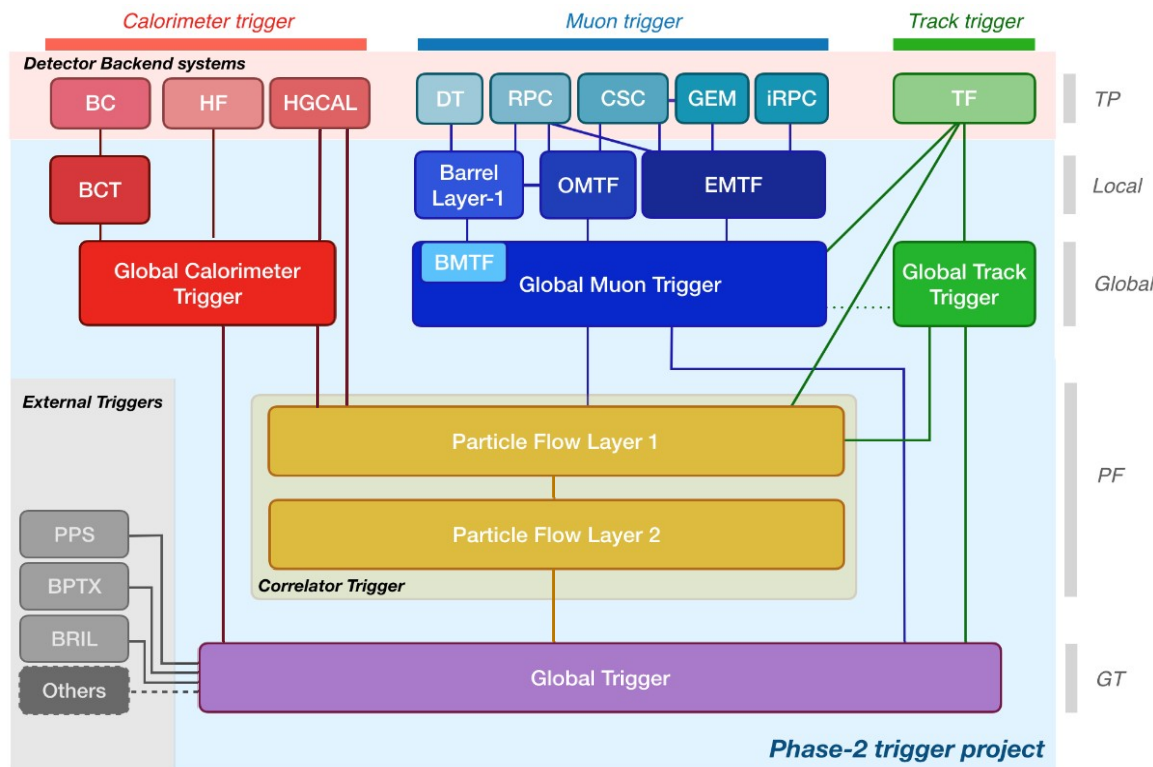 Calorimeter trigger
Muon trigger
Track trigger
Detector Backend systems
BC
HF
HGCAL
DT
RPC
CSC
GEM
iRPC
TF
TP
BCT
Barrel
Layer-1
OMTF
EMTF
Local
Global Calorimeter
Trigger
BMTF
Global Muon Trigger
Global Track
Trigger
Global
External Triggers
Particle Flow Layer 1
PF
Particle Flow Layer 2
Correlator Trigger
PPS
BPTX
BRIL
Others
Global Trigger
GT
Phase-2 trigger project